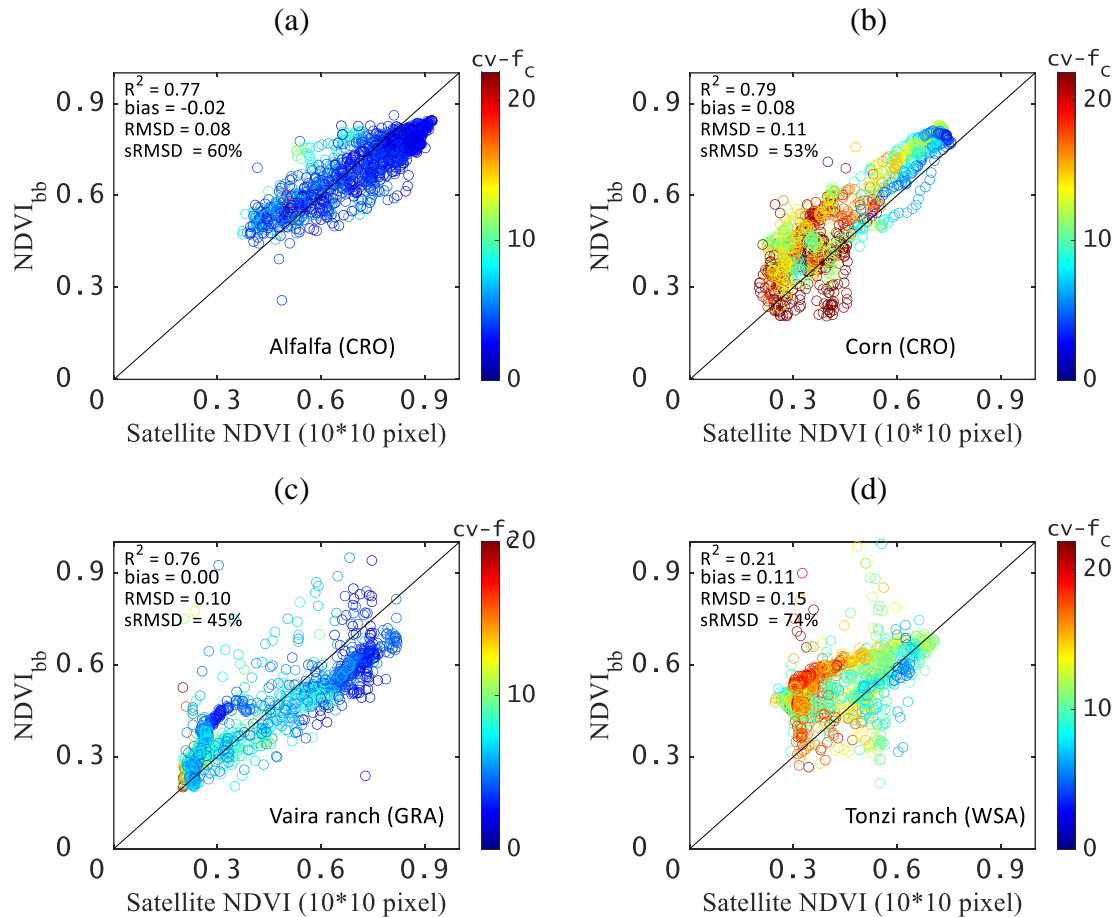 (a)
cv-fc
R2 = 0.77
bias = -0.02
RMSD = 0.08
sRMSD = 60%
NDVIbb
0.9
0.6
0.3
0
0
0.3
0.6
0.9
20
10
0
Alfalfa (CRO)
Satellite NDVI (10*10 pixel)
(b)
cv-fc
R2 = 0.79
bias = 0.08
RMSD = 0.11
sRMSD = 53%
NDVIbb
0.9
0.6
0.3
0
0
0.3
0.6
0.9
20
10
0
Corn (CRO)
Satellite NDVI (10*10 pixel)
(c)
cv-fc
R2 = 0.76
bias = 0.00
RMSD = 0.10
sRMSD = 45%
NDVIbb
0.9
0.6
0.3
0
0
0.3
0.6
0.9
20
10
0
Vaira ranch (GRA)
Satellite NDVI (10*10 pixel)
(d)
cv-fc
R2 = 0.21
bias = 0.11
RMSD = 0.15
sRMSD = 74%
NDVIbb
0.9
0.6
0.3
0
0
0.3
0.6
0.9
20
10
0
Tonzi ranch (WSA)
Satellite NDVI (10*10 pixel)